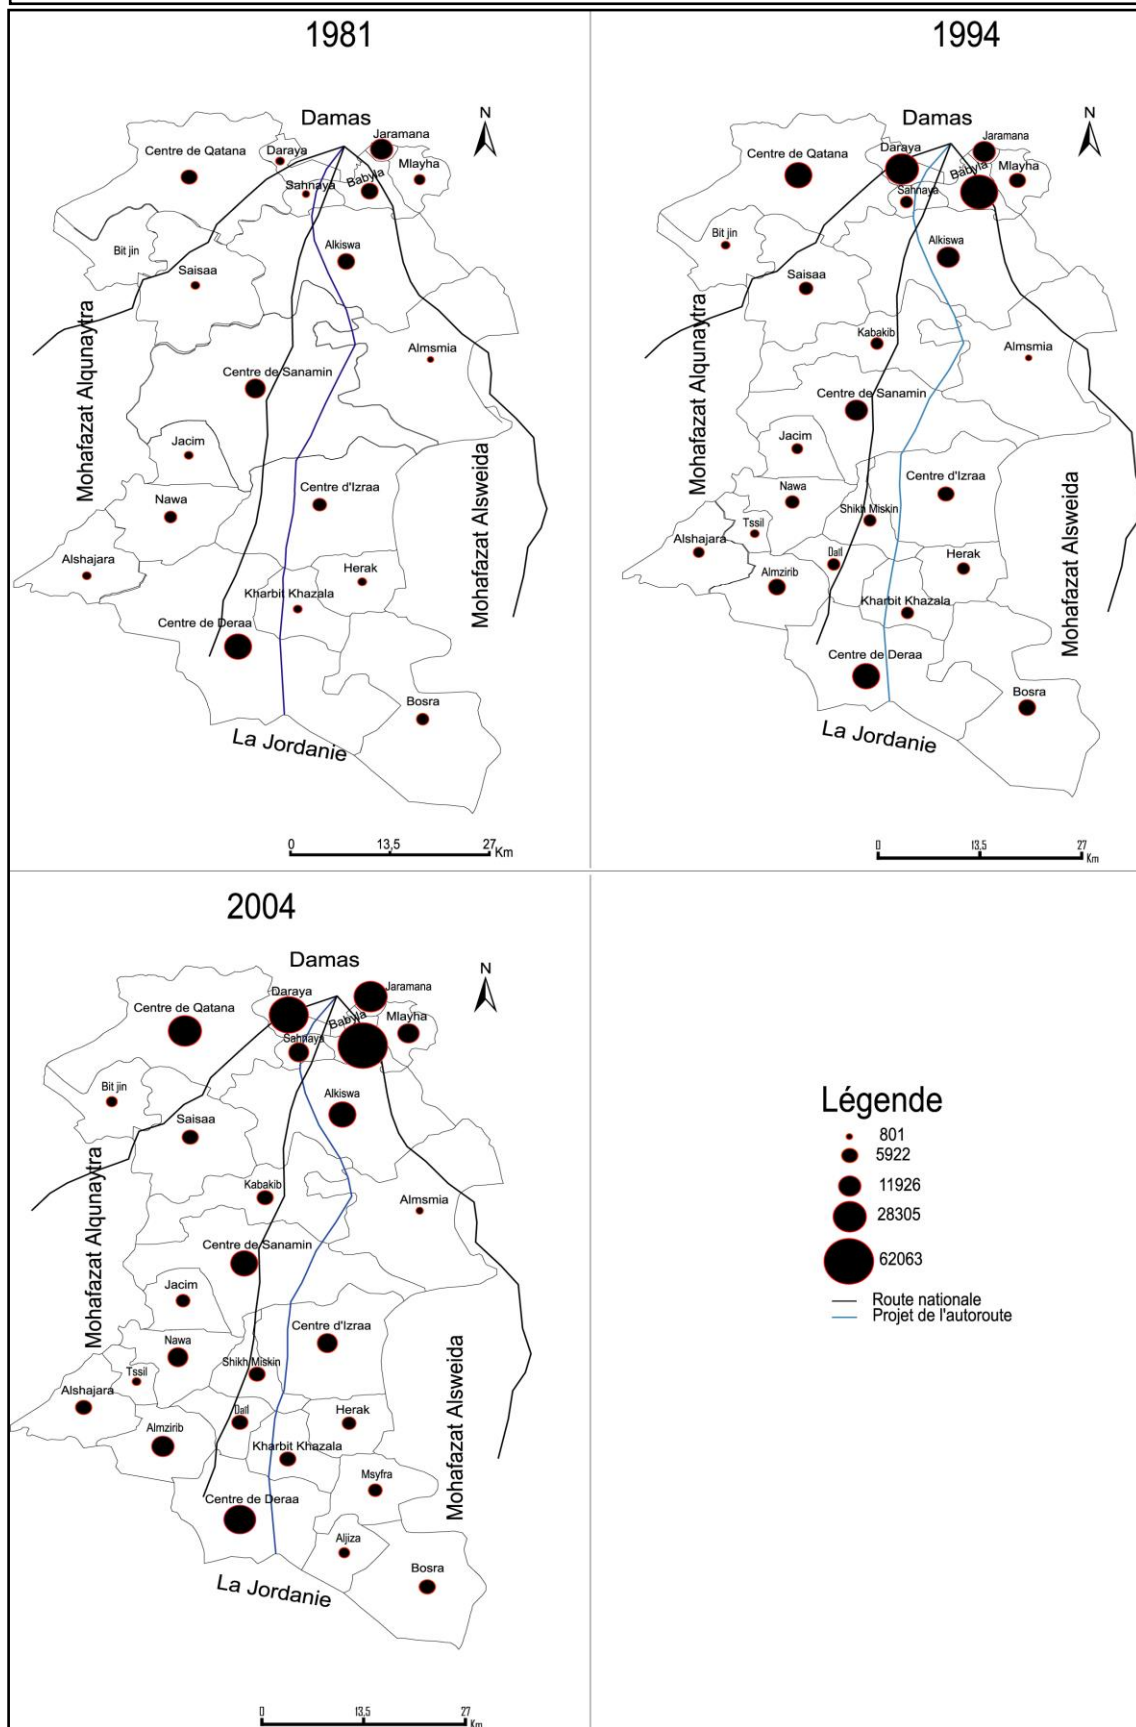 1981
Damas
N
Jaramana
Centre de Qatana
Daraya
Mlayha
Sahnaya
Babyla
Bit jin
Alkiswa
Saisaa
Mohafazat Alqunaytra
Almsmia
Centre de Sanamin
Jacim
Mohafazat Alsweida
Centre d'Izraa
Nawa
Alshajara
Herak
Kharbit Khazala
Centre de Deraa
Bosra
La Jordanie
0 13,5 27
Km
1994
Damas
N
Jaramana
Centre de Qatana
Daraya
Mlayha
Babyla
Sahnaya
Bit jin
Alkiswa
Saisaa
Mohafazat Alqunaytra
Kabakib
Almsmia
Centre de Sanamin
Jacim
Mohafazat Alsweida
Centre d'Izraa
Nawa
Shikh Miskin
Tssil
Alshajara
Dail
Herak
Almzirib
Kharbit Khazala
Centre de Deraa
Bosra
La Jordanie
0 13,5 27
Km
2004
Damas
N
Daraya
Jaramana
Centre de Qatana
Babyla
Mlayha
Sahnaya
Bit jin
Alkiswa
Saisaa
Mohafazat Alqunaytra
Kabakib
Almsmia
Centre de Sanamin
Jacim
Mohafazat Alsweida
Centre d'Izraa
Nawa
Shikh Miskin
Tssil
Alshajara
Dail
Herak
Almzirib
Kharbit Khazala
Msyfra
Centre de Deraa
Aljiza
Bosra
La Jordanie
0 13,5 27
Km
Légende
801
5922
11926
28305
62063
Route nationale
Projet de l'autoroute